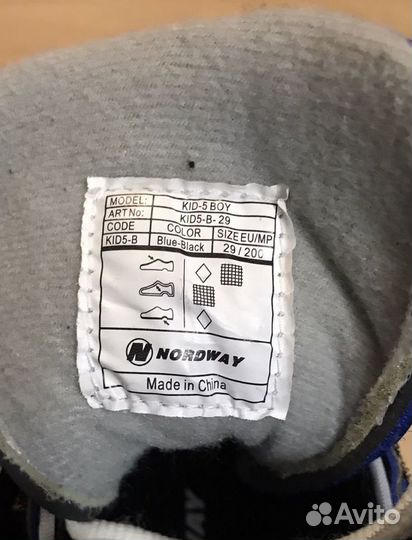 MODEL: KID-5 BOY
ART No: KID5-B-29
CODE COLOR SIZE EU/MP
KID5-B Blue-Black 29/200
NORDWAY
Made in China
NORDWAY
Avito